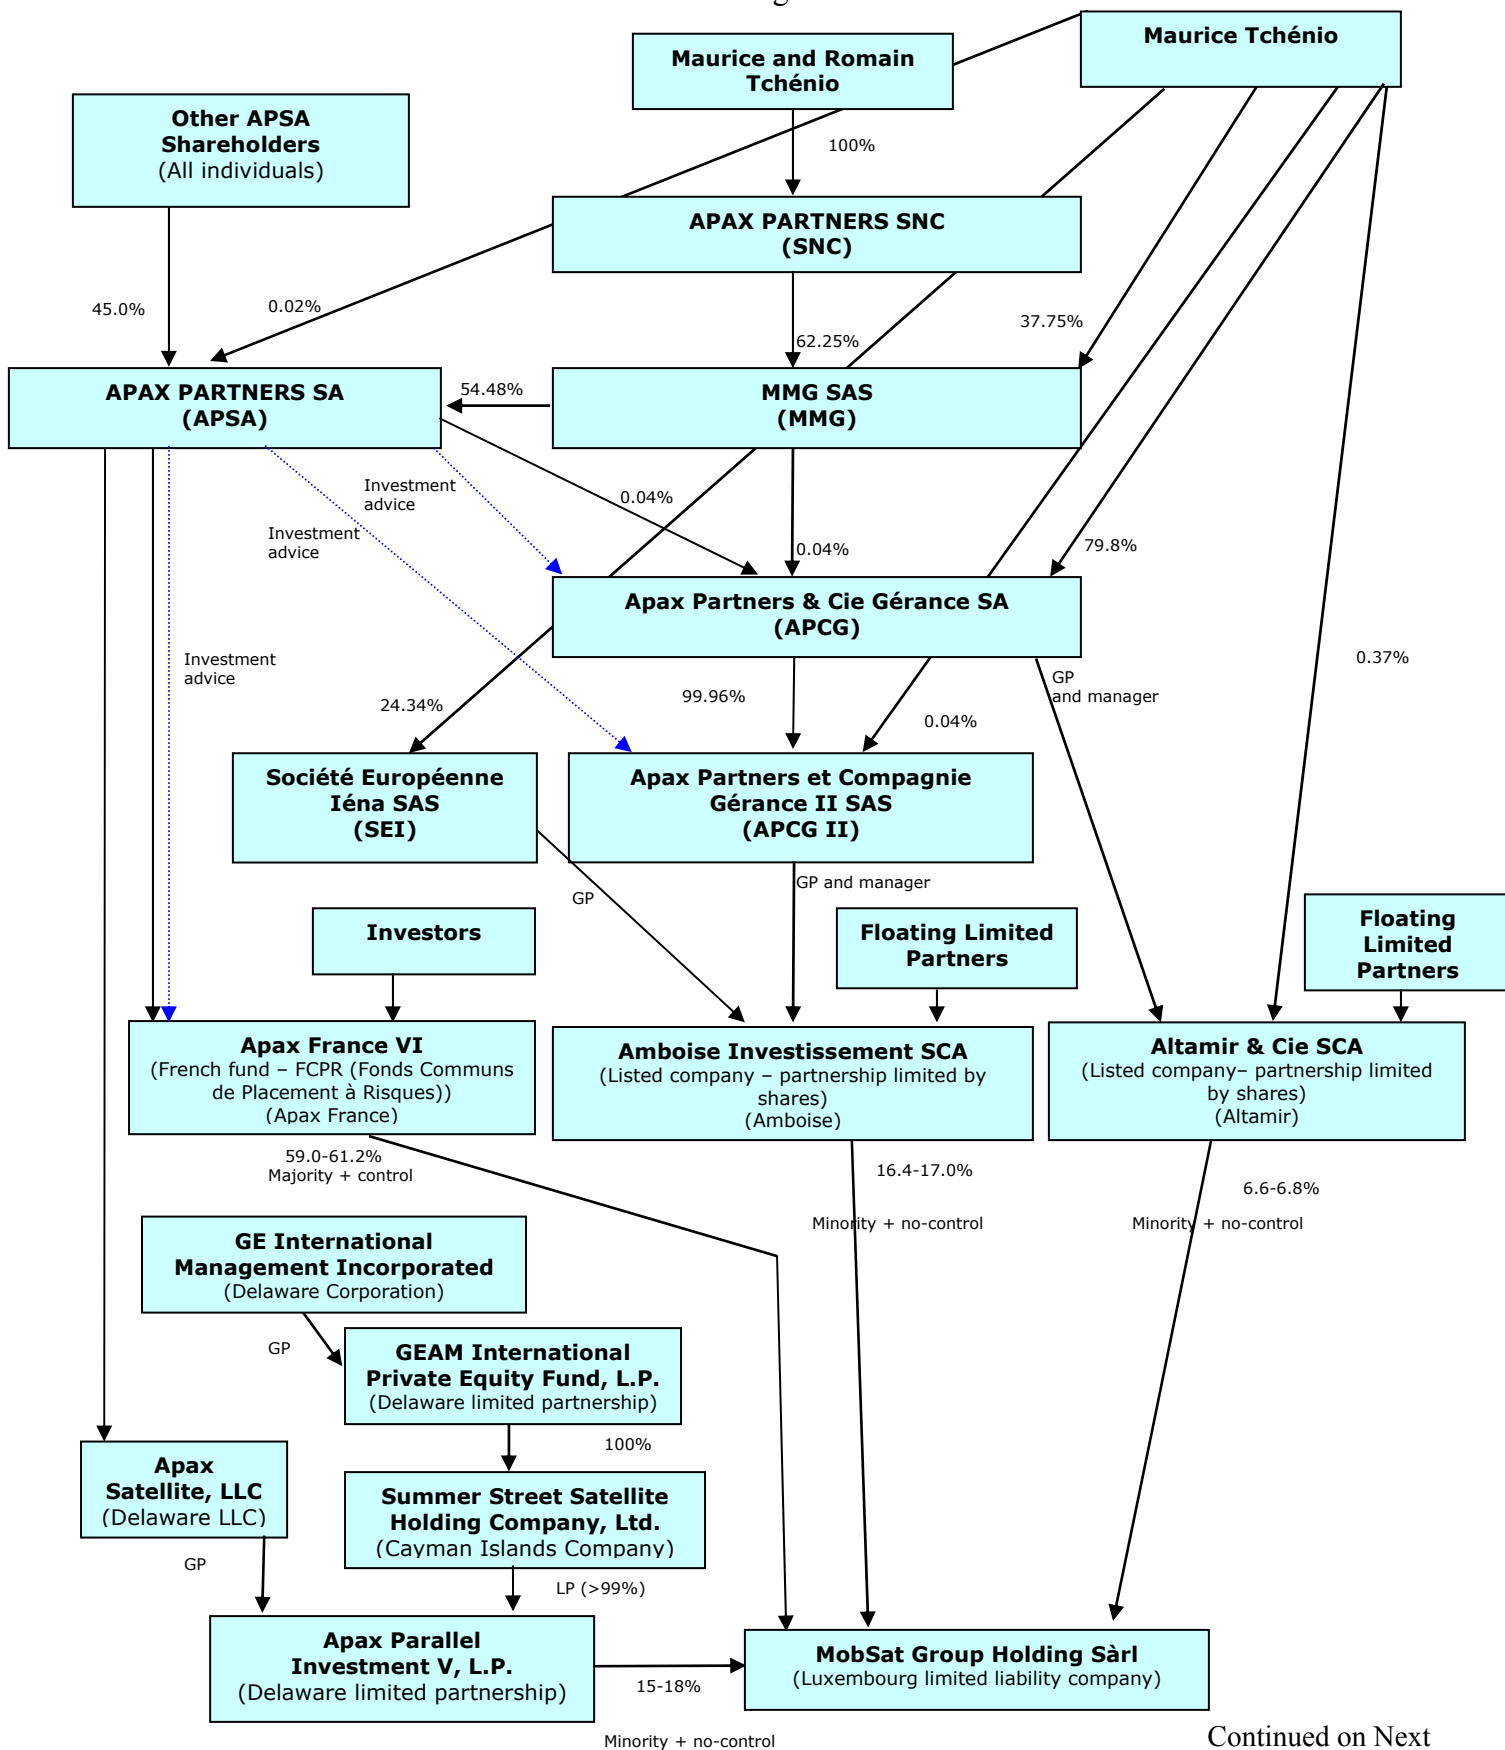 Maurice Tchénio
Maurice and Romain
Tchénio
Other APSA
Shareholders
(All individuals)
100%
APAX PARTNERS SNC
(SNC)
45.0%
0.02%
37.75%
62.25%
APAX PARTNERS SA
(APSA)
54.48%
MMG SAS
(MMG)
Investment
advice
0.04%
Investment
advice
0.04%
79.8%
Apax Partners & Cie Gérance SA
(APCG)
Investment
advice
0.37%
GP
and manager
24.34%
99.96%
0.04%
Société Européenne
Iéna SAS
(SEI)
Apax Partners et Compagnie
Gérance II SAS
(APCG II)
GP and manager
GP
Investors
Floating Limited
Partners
Floating
Limited
Partners
Apax France VI
(French fund – FCPR (Fonds Communs
de Placement à Risques))
(Apax France)
Amboise Investissement SCA
(Listed company – partnership limited by
shares)
(Amboise)
Altamir & Cie SCA
(Listed company– partnership limited
by shares)
(Altamir)
59.0-61.2%
Majority + control
16.4-17.0%
Minority + no-control
6.6-6.8%
Minority + no-control
GE International
Management Incorporated
(Delaware Corporation)
GP
GEAM International
Private Equity Fund, L.P.
(Delaware limited partnership)
100%
Apax
Satellite, LLC
(Delaware LLC)
Summer Street Satellite
Holding Company, Ltd.
(Cayman Islands Company)
GP
LP (>99%)
Apax Parallel
Investment V, L.P.
(Delaware limited partnership)
15-18%
Minority + no-control
MobSat Group Holding Sàrl
(Luxembourg limited liability company)
Continued on Next